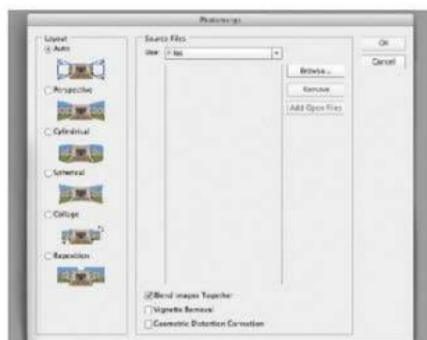 Photomerge
Layout
Auto
Perspective
Cylindrical
Spherical
Collage
Reposition
Source Files
Use: Files
Browse...
Remove
Add Open Files
Blend Images Together
Vignette Removal
Geometric Distortion Correction
OK
Cancel